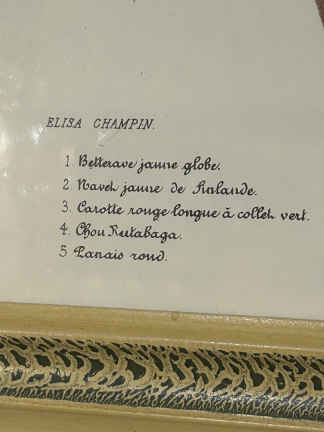 ELISA CHAMPIN.
1. Betterave jaune globe.
2. Navet jaune de Finlande.
3. Carotte rouge longue à collet vert.
4. Chou Rutabaga.
5 Panais rond.